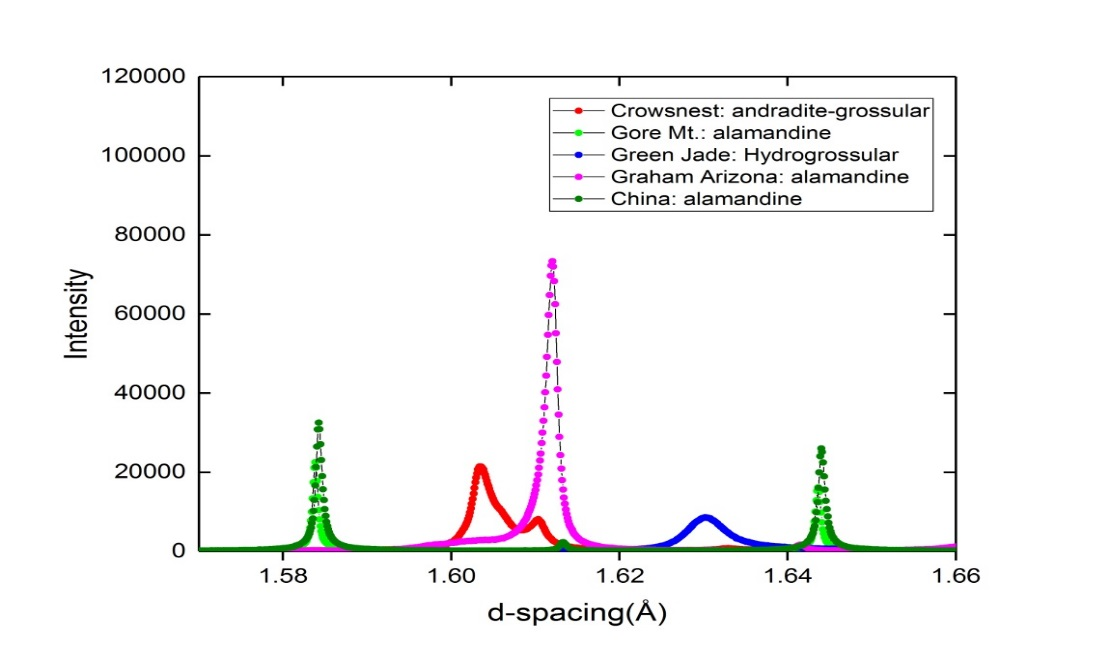 120000
100000
80000
60000
40000
20000
0
Intensity
Crowsnest: andradite-grossular
Gore Mt.: alamandine
Green Jade: Hydrogrossular
Graham Arizona: alamandine
China: alamandine
1.58 1.60 1.62 1.64 1.66
d-spacing(Å)